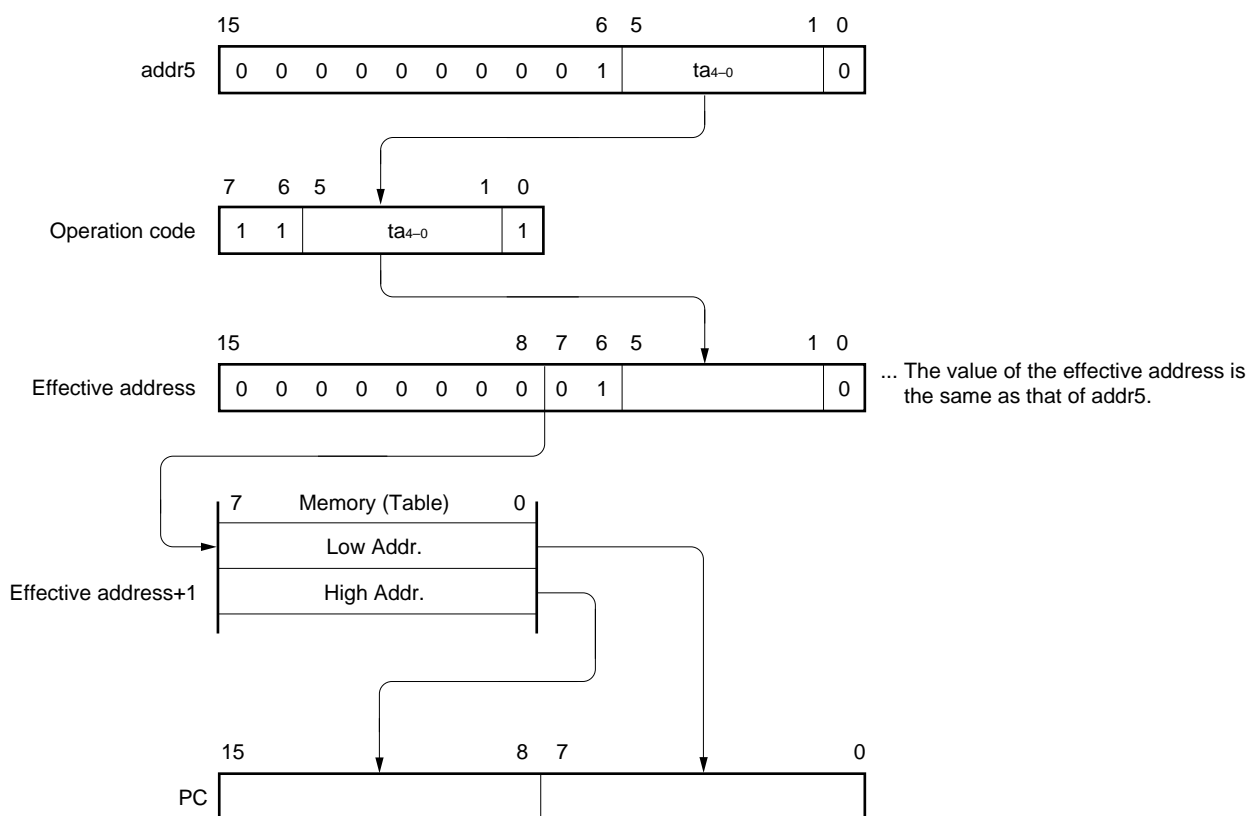 15 6 5 1 0
addr5 0 0 0 0 0 0 0 0 0 1 ta4–0 0
7 6 5 1 0
Operation code 1 1 ta4–0 1
15 8 7 6 5 1 0
Effective address 0 0 0 0 0 0 0 0 0 1 0
... The value of the effective address is
the same as that of addr5.
7 Memory (Table) 0
Low Addr.
Effective address+1 High Addr.
15 8 7 0
PC